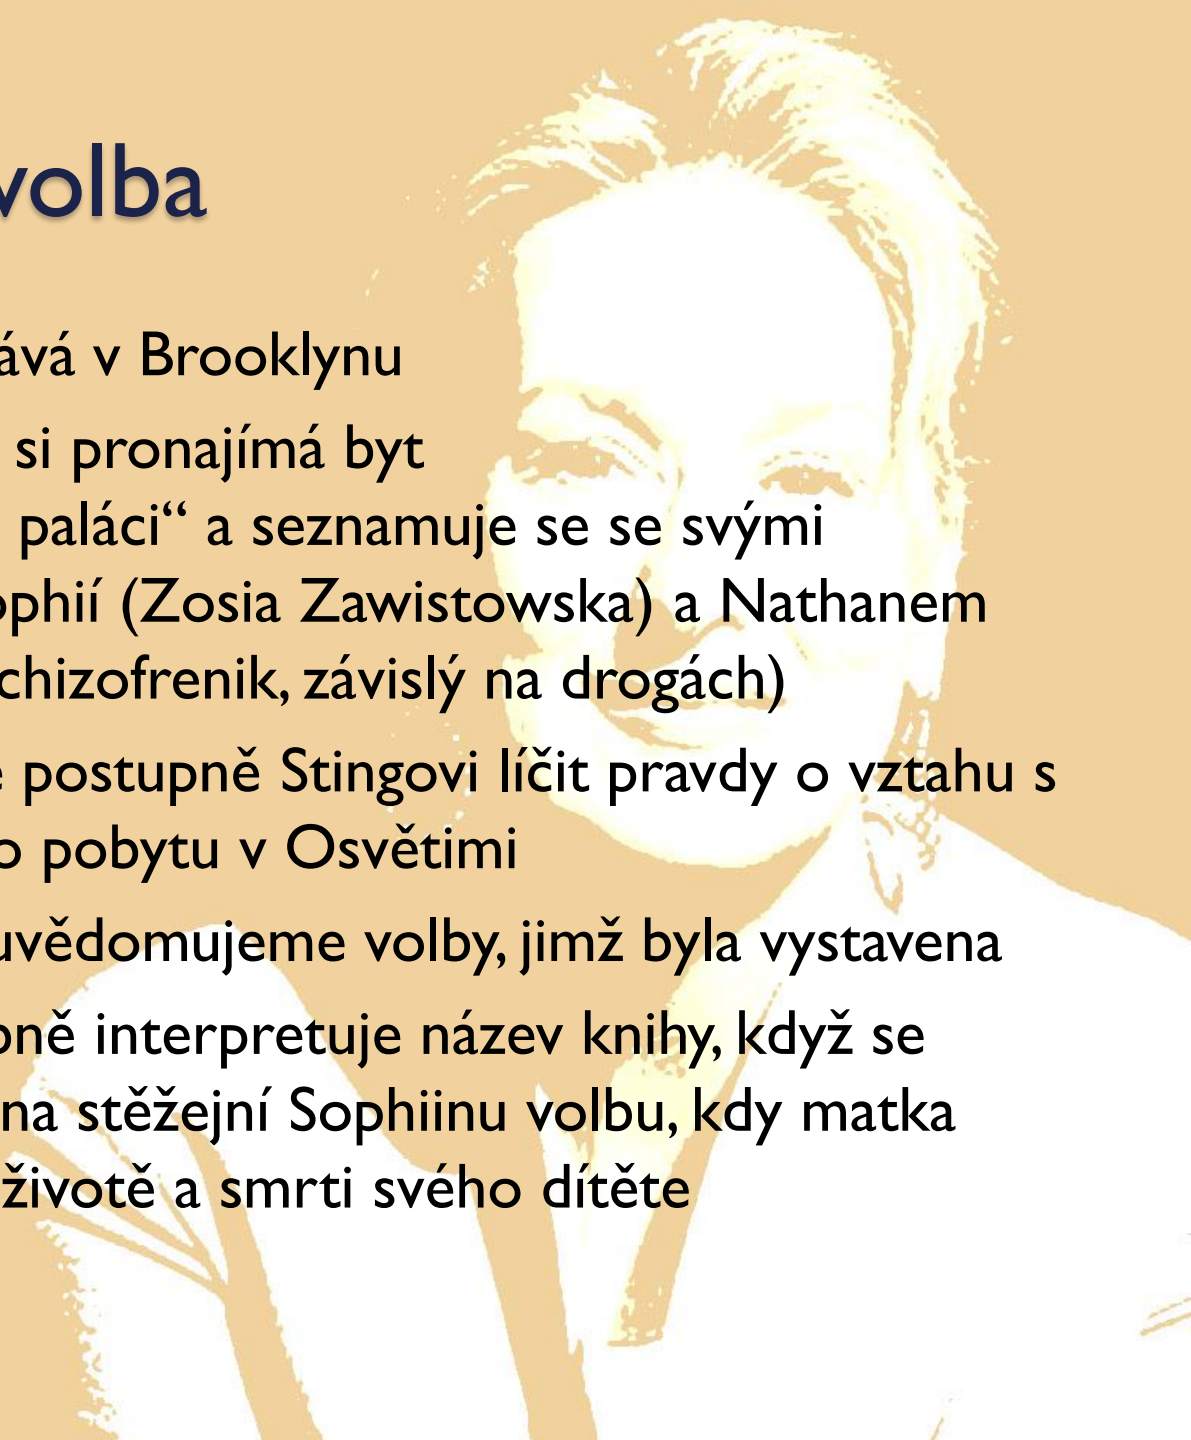 volba
ává v Brooklynu
si pronajímá byt
paláci“ a seznamuje se se svými
ophií (Zosia Zawistowska) a Nathanem
chizofrenik, závislý na drogách)
e postupně Stingovi líčit pravdy o vztahu s
o pobytu v Osvětimi
uvědomujeme volby, jimž byla vystavena
pně interpretuje název knihy, když se
na stěžejní Sophiinu volbu, kdy matka
životě a smrti svého dítěte